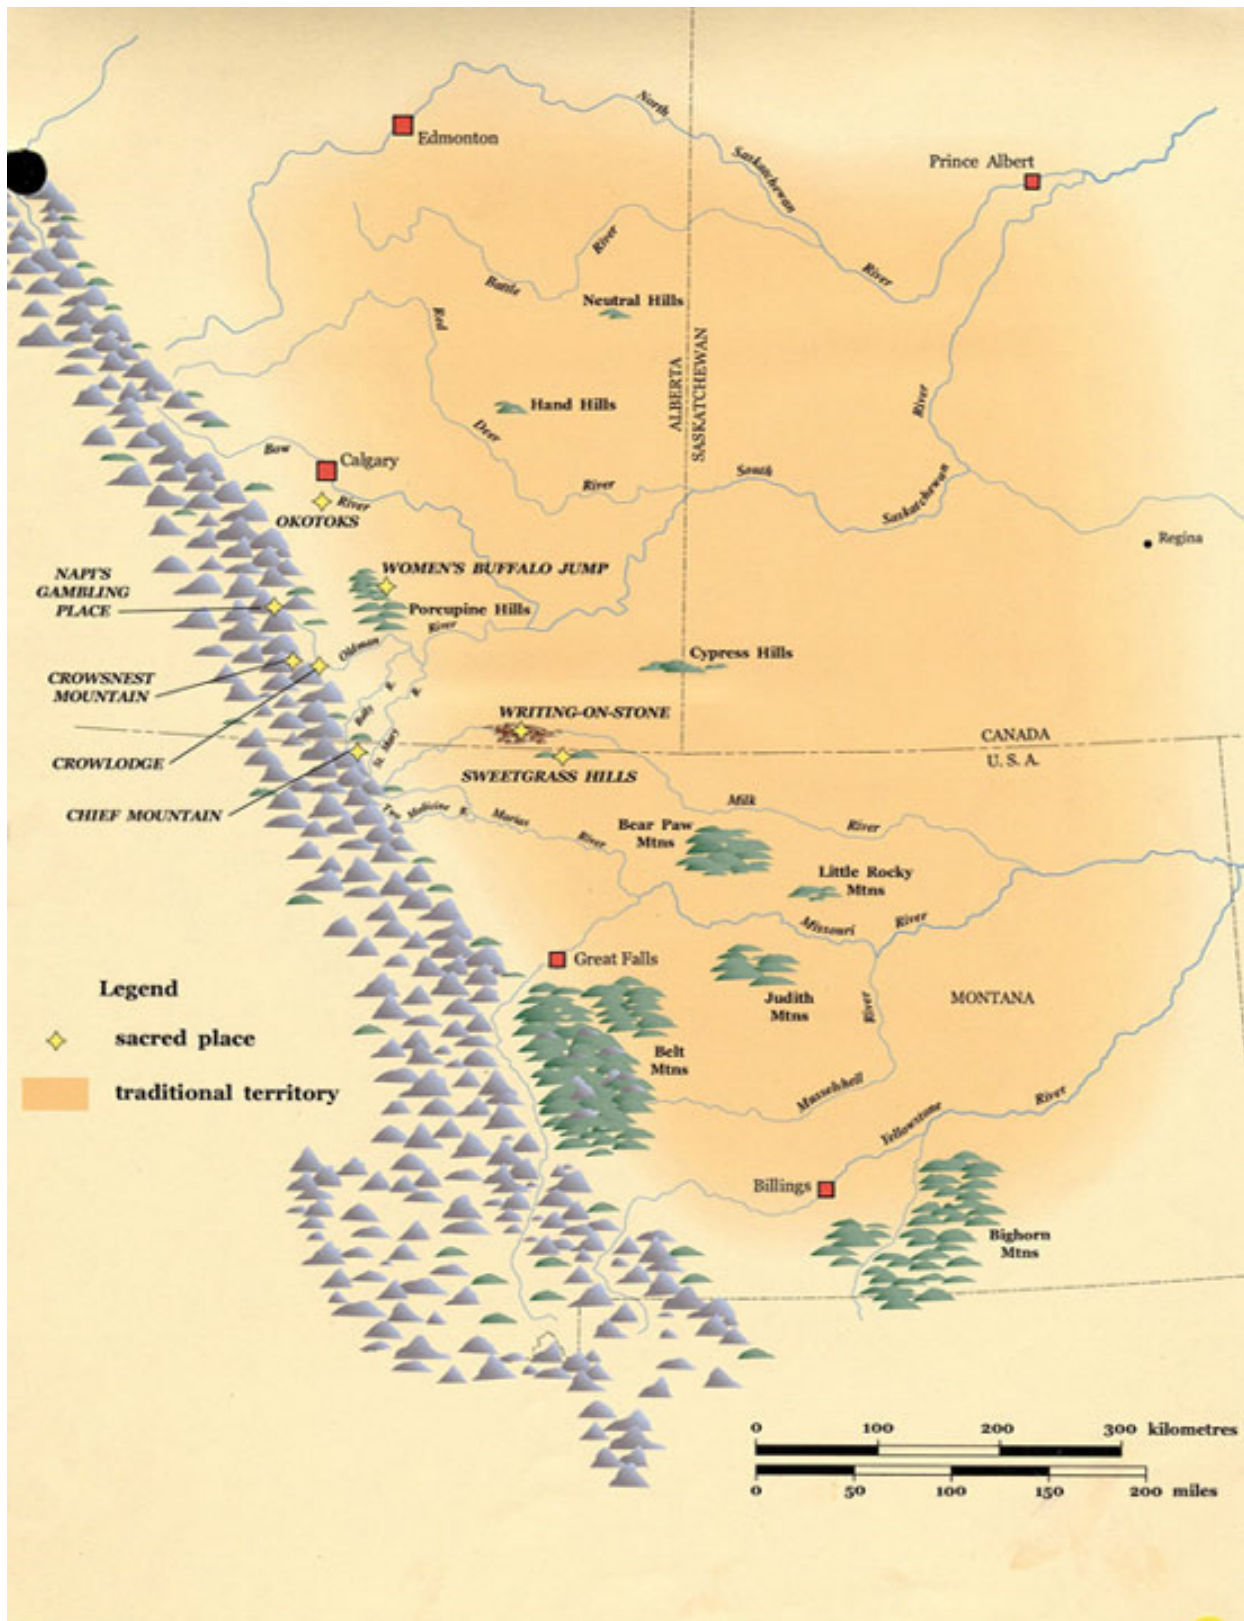 North
Edmonton
Saskatchewan
Prince Albert
River
Battle
River
Neutral Hills
Red
ALBERTA
SASKATCHEWAN
Hand Hills
River
Deer
Bow
Calgary
South
River
River
Saskatchewan
OKOTOKS
Regina
WOMEN'S BUFFALO JUMP
NAPI'S
GAMBLING
PLACE
Porcupine Hills
River
Oldman
Cypress Hills
CROWSNEST
MOUNTAIN
R.
R.
Belly
WRITING-ON-STONE
St. Mary
CANADA
U. S. A.
CROWLODGE
SWEETGRASS HILLS
CHIEF MOUNTAIN
Two Medicine R.
Marias
River
Milk
River
Bear Paw
Mtns
Little Rocky
Mtns
Missouri
River
Great Falls
Legend
Judith
Mtns
River
MONTANA
sacred place
Belt
Mtns
traditional territory
Musselshell
Yellowstone
River
Billings
Bighorn
Mtns
0 100 200 300 kilometres
0 50 100 150 200 miles